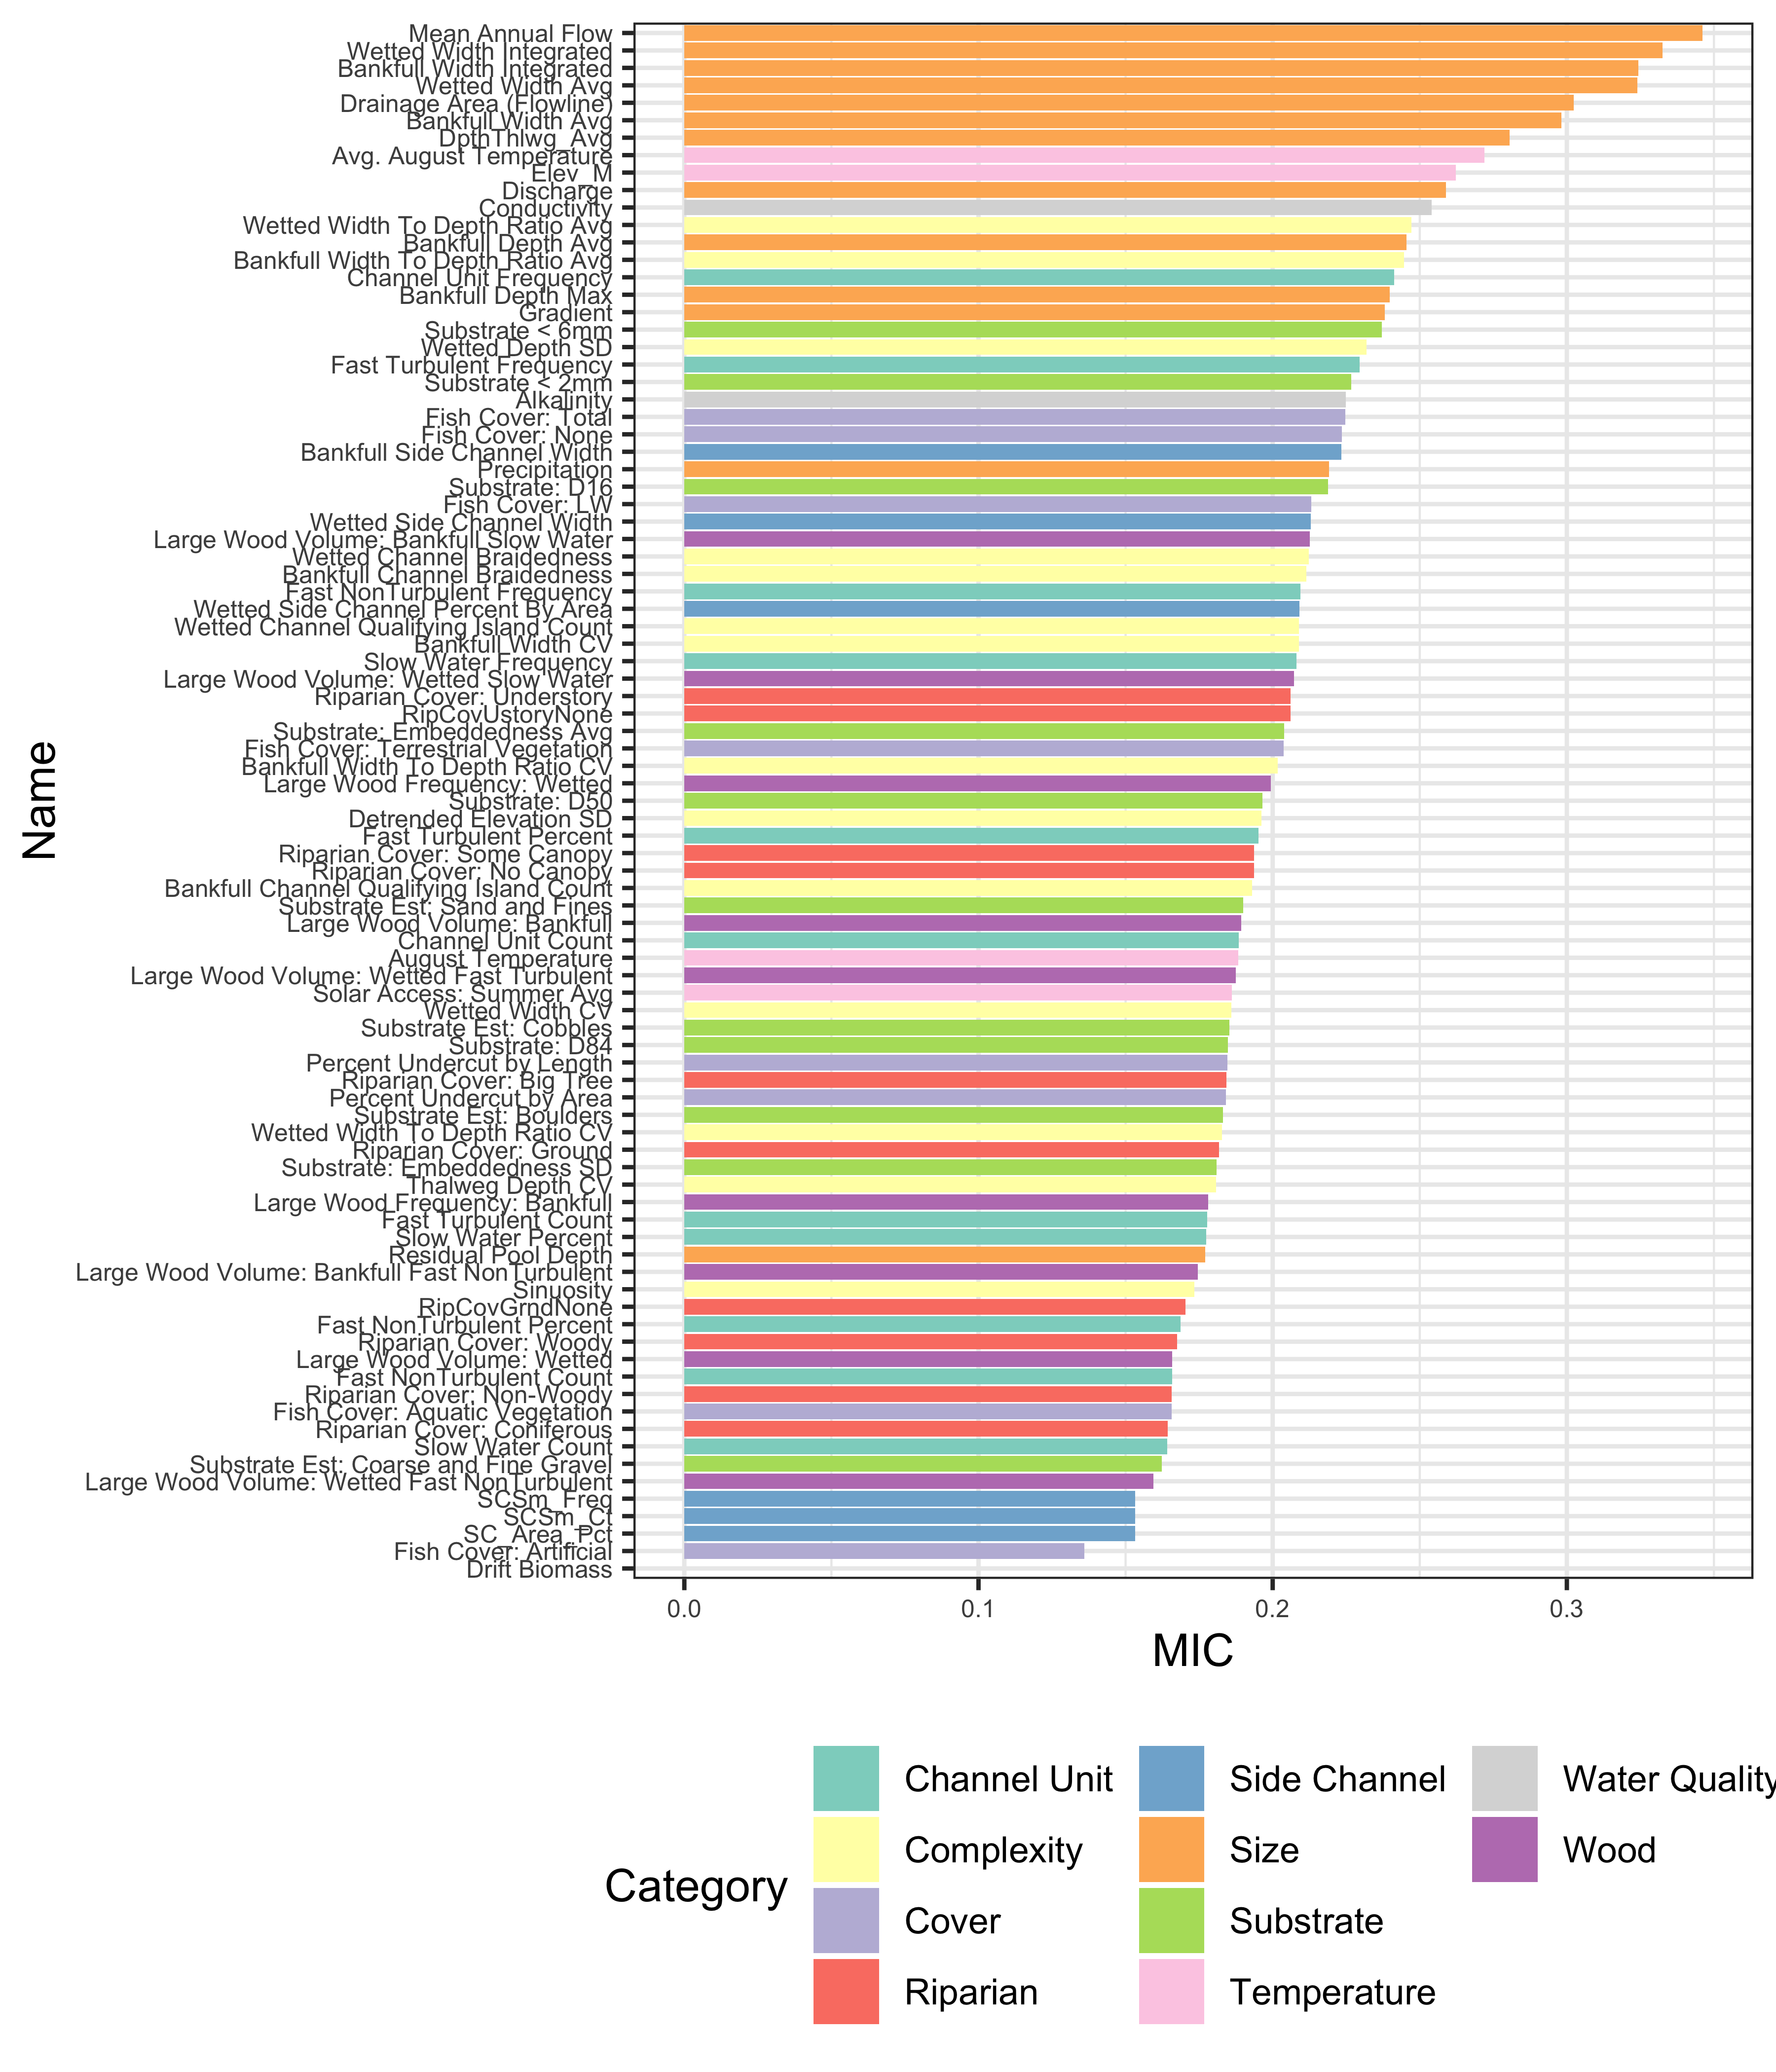 Mean Annual Flow
Wetted Width Integrated
Bankfull Width Integrated
Wetted Width Avg
Drainage Area (Flowline)
Bankfull Width Avg
DpthThlwg_Avg
Avg. August Temperature
Elev_M
Discharge
Conductivity
Wetted Width To Depth Ratio Avg
Bankfull Depth Avg
Bankfull Width To Depth Ratio Avg
Channel Unit Frequency
Bankfull Depth Max
Gradient
Substrate < 6mm
Wetted Depth SD
Fast Turbulent Frequency
Substrate < 2mm
Alkalinity
Fish Cover: Total
Fish Cover: None
Bankfull Side Channel Width
Precipitation
Substrate: D16
Fish Cover: LW
Wetted Side Channel Width
Large Wood Volume: Bankfull Slow Water
Wetted Channel Braidedness
Bankfull Channel Braidedness
Fast NonTurbulent Frequency
Wetted Side Channel Percent By Area
Wetted Channel Qualifying Island Count
Bankfull Width CV
Slow Water Frequency
Large Wood Volume: Wetted Slow Water
Riparian Cover: Understory
RipCovUstoryNone
Substrate: Embeddedness Avg
Fish Cover: Terrestrial Vegetation
Bankfull Width To Depth Ratio CV
Large Wood Frequency: Wetted
Substrate: D50
Detrended Elevation SD
Fast Turbulent Percent
Riparian Cover: Some Canopy
Riparian Cover: No Canopy
Bankfull Channel Qualifying Island Count
Substrate Est: Sand and Fines
Large Wood Volume: Bankfull
Channel Unit Count
August Temperature
Large Wood Volume: Wetted Fast Turbulent
Solar Access: Summer Avg
Wetted Width CV
Substrate Est: Cobbles
Substrate: D84
Percent Undercut by Length
Riparian Cover: Big Tree
Percent Undercut by Area
Substrate Est: Boulders
Wetted Width To Depth Ratio CV
Riparian Cover: Ground
Substrate: Embeddedness SD
Thalweg Depth CV
Large Wood Frequency: Bankfull
Fast Turbulent Count
Slow Water Percent
Residual Pool Depth
Large Wood Volume: Bankfull Fast NonTurbulent
Sinuosity
RipCovGrndNone
Fast NonTurbulent Percent
Riparian Cover: Woody
Large Wood Volume: Wetted
Fast NonTurbulent Count
Riparian Cover: Non-Woody
Fish Cover: Aquatic Vegetation
Riparian Cover: Coniferous
Slow Water Count
Substrate Est: Coarse and Fine Gravel
Large Wood Volume: Wetted Fast NonTurbulent
SCSm_Freq
SCSm_Ct
SC_Area_Pct
Fish Cover: Artificial
Drift Biomass
Name
0.0 0.1 0.2 0.3
MIC
Category
Channel Unit
Complexity
Cover
Riparian
Side Channel
Size
Substrate
Temperature
Water Quality
Wood